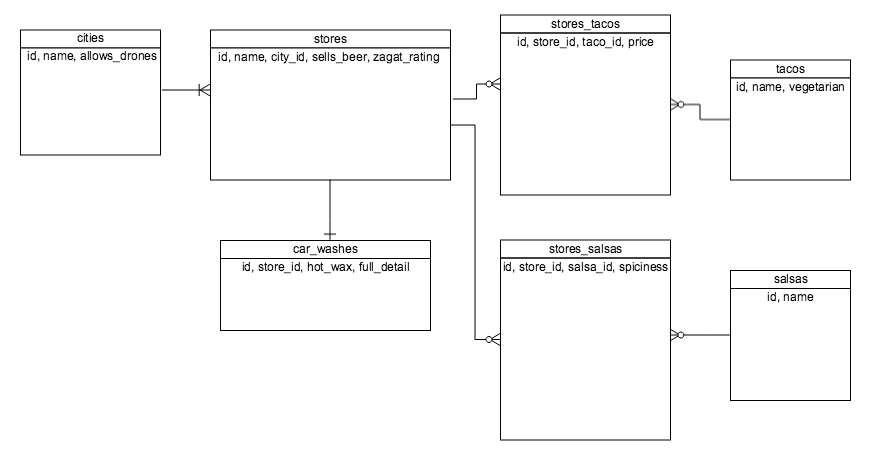 cities
id, name, allows_drones
stores
id, name, city_id, sells_beer, zagat_rating
stores_tacos
id, store_id, taco_id, price
tacos
id, name, vegetarian
car_washes
id, store_id, hot_wax, full_detail
stores_salsas
id, store_id, salsa_id, spiciness
salsas
id, name